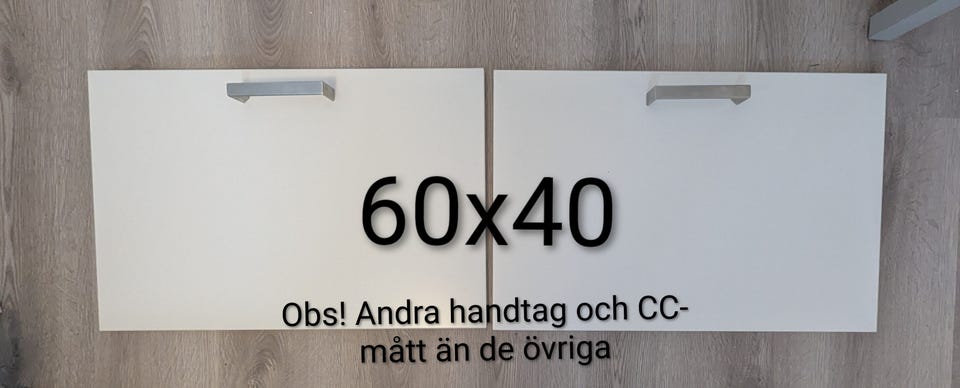 60x40
Obs! Andra handtag och CC-
mått än de övriga